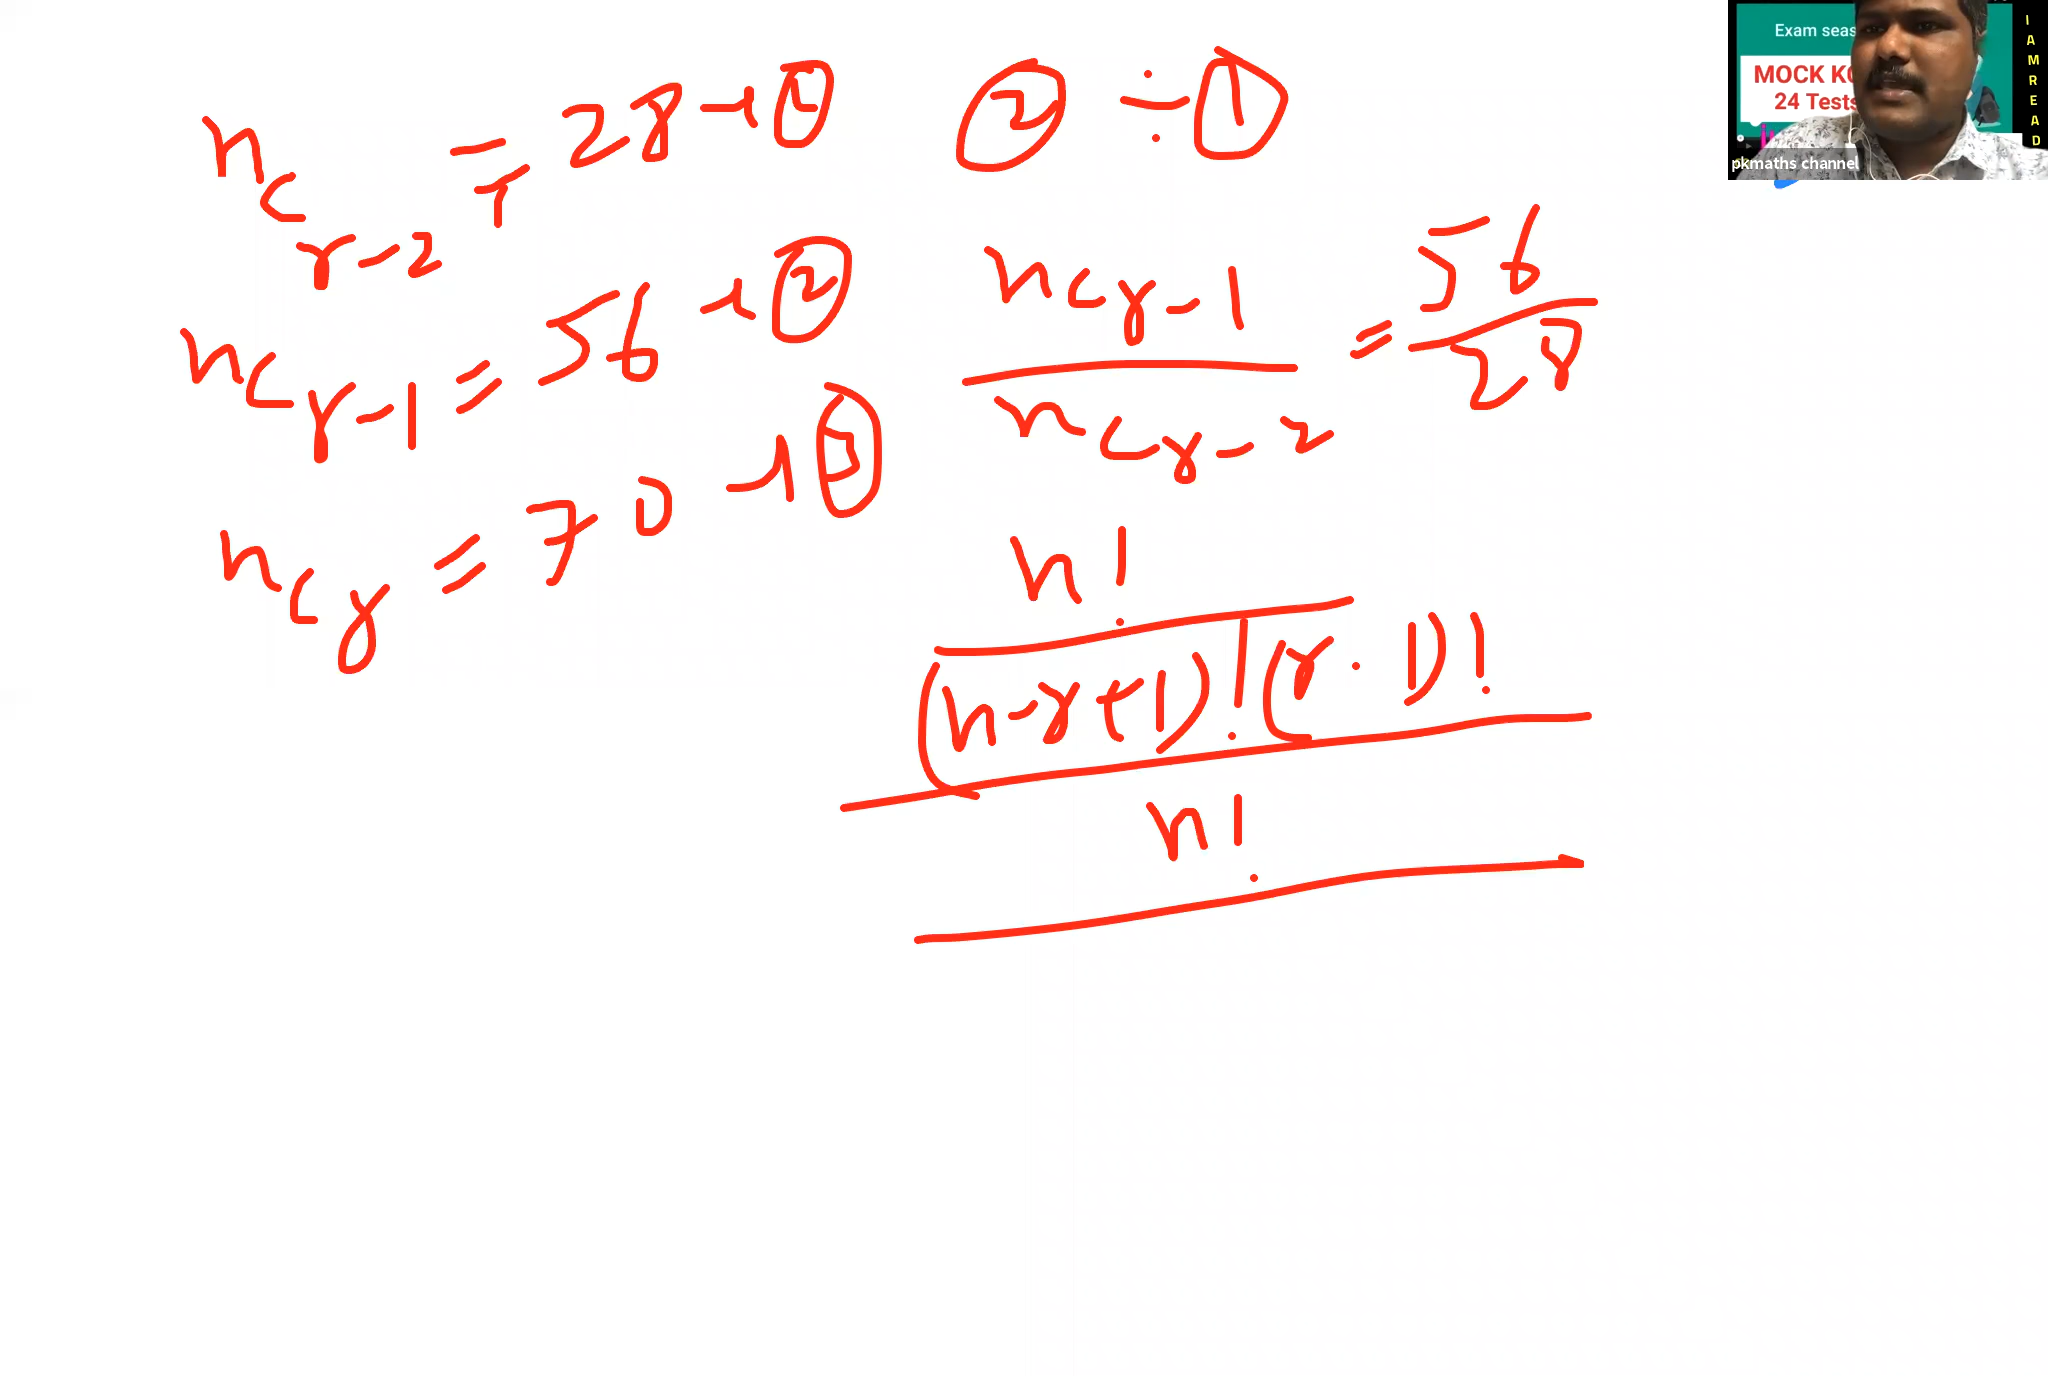 nCr-2 = 28 → ①
nCr-1 = 56 → ②
nCr = 70 → ③
② ÷ ①
nCr-1 / nCr-2 = 56 / 28
n!
(n-r+1)! (r-1)!
n!
Exam seas
MOCK K
24 Tests
pkmaths channel
I AM READ